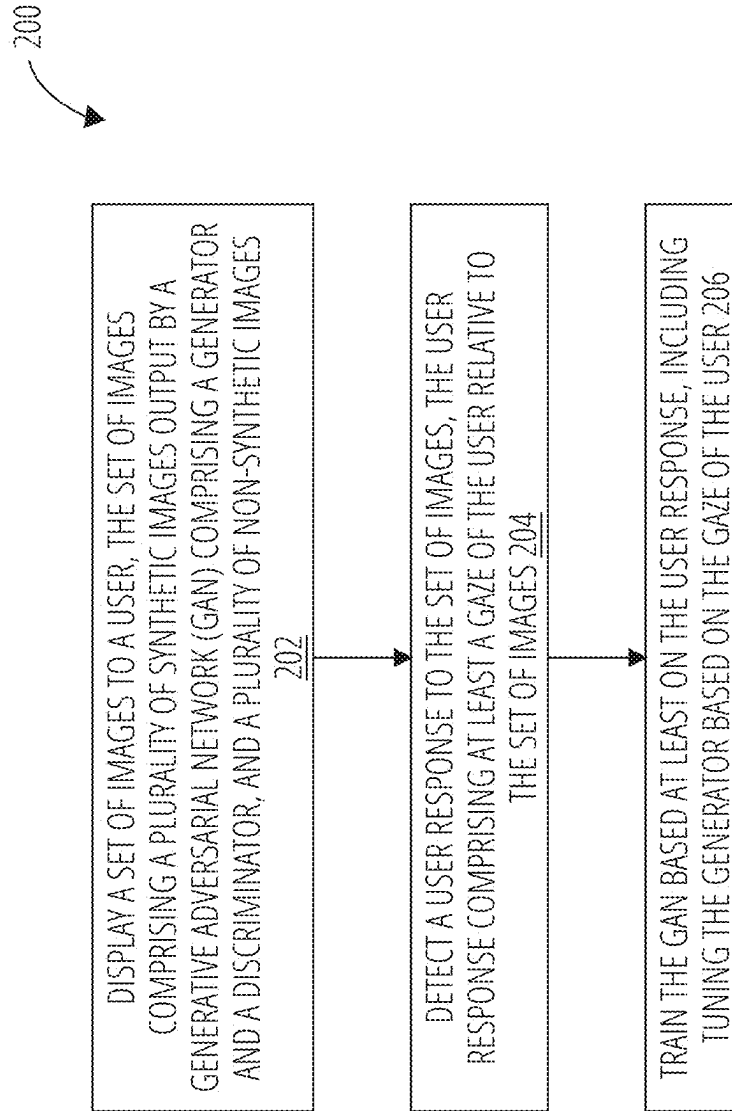 200
DISPLAY A SET OF IMAGES TO A USER, THE SET OF IMAGES
COMPRISING A PLURALITY OF SYNTHETIC IMAGES OUTPUT BY A
GENERATIVE ADVERSARIAL NETWORK (GAN) COMPRISING A GENERATOR
AND A DISCRIMINATOR, AND A PLURALITY OF NON-SYNTHETIC IMAGES
202
DETECT A USER RESPONSE TO THE SET OF IMAGES, THE USER
RESPONSE COMPRISING AT LEAST A GAZE OF THE USER RELATIVE TO
THE SET OF IMAGES 204
TRAIN THE GAN BASED AT LEAST ON THE USER RESPONSE, INCLUDING
TUNING THE GENERATOR BASED ON THE GAZE OF THE USER 206